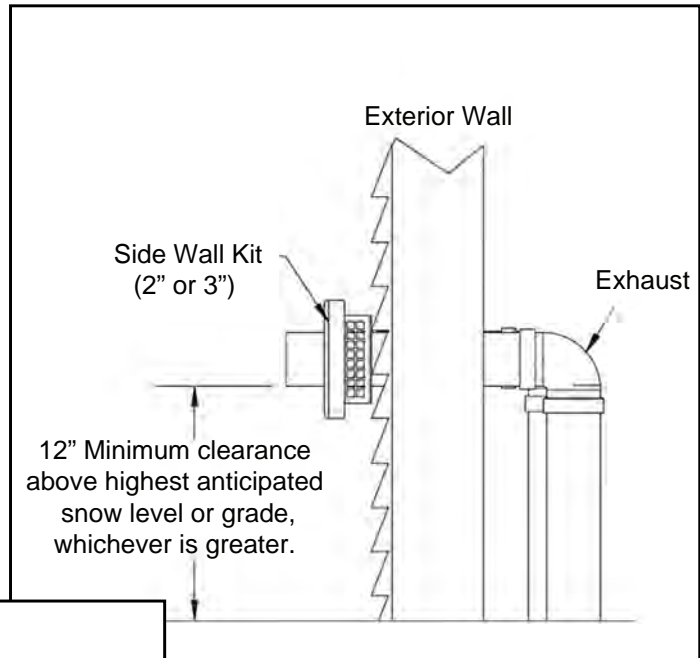 Exterior Wall
Side Wall Kit
(2” or 3”)
Exhaust
12” Minimum clearance
above highest anticipated
snow level or grade,
whichever is greater.